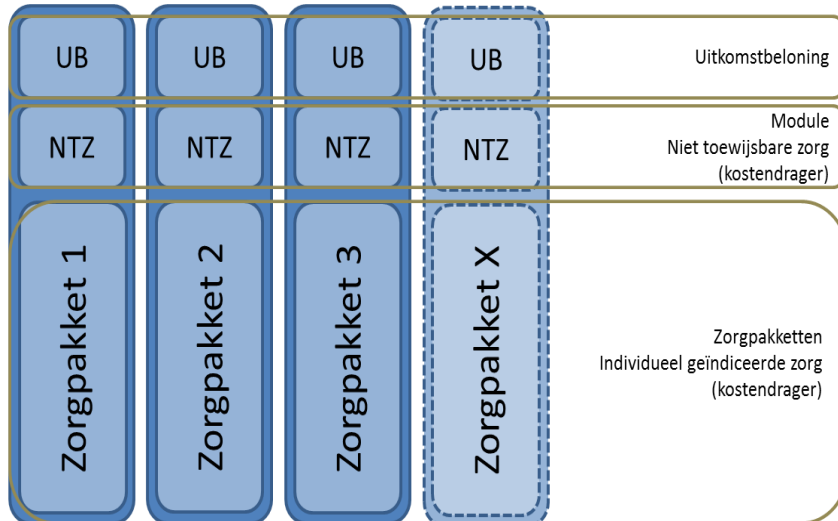 UB UB UB UB Uitkomstbeloning
Module
NTZ NTZ NTZ NTZ Niet toewijsbare zorg
(kostendrager)
Zorgpakket 1
Zorgpakket 2
Zorgpakket 3
Zorgpakket X
Zorgpakketten
Individueel geïndiceerde zorg
(kostendrager)